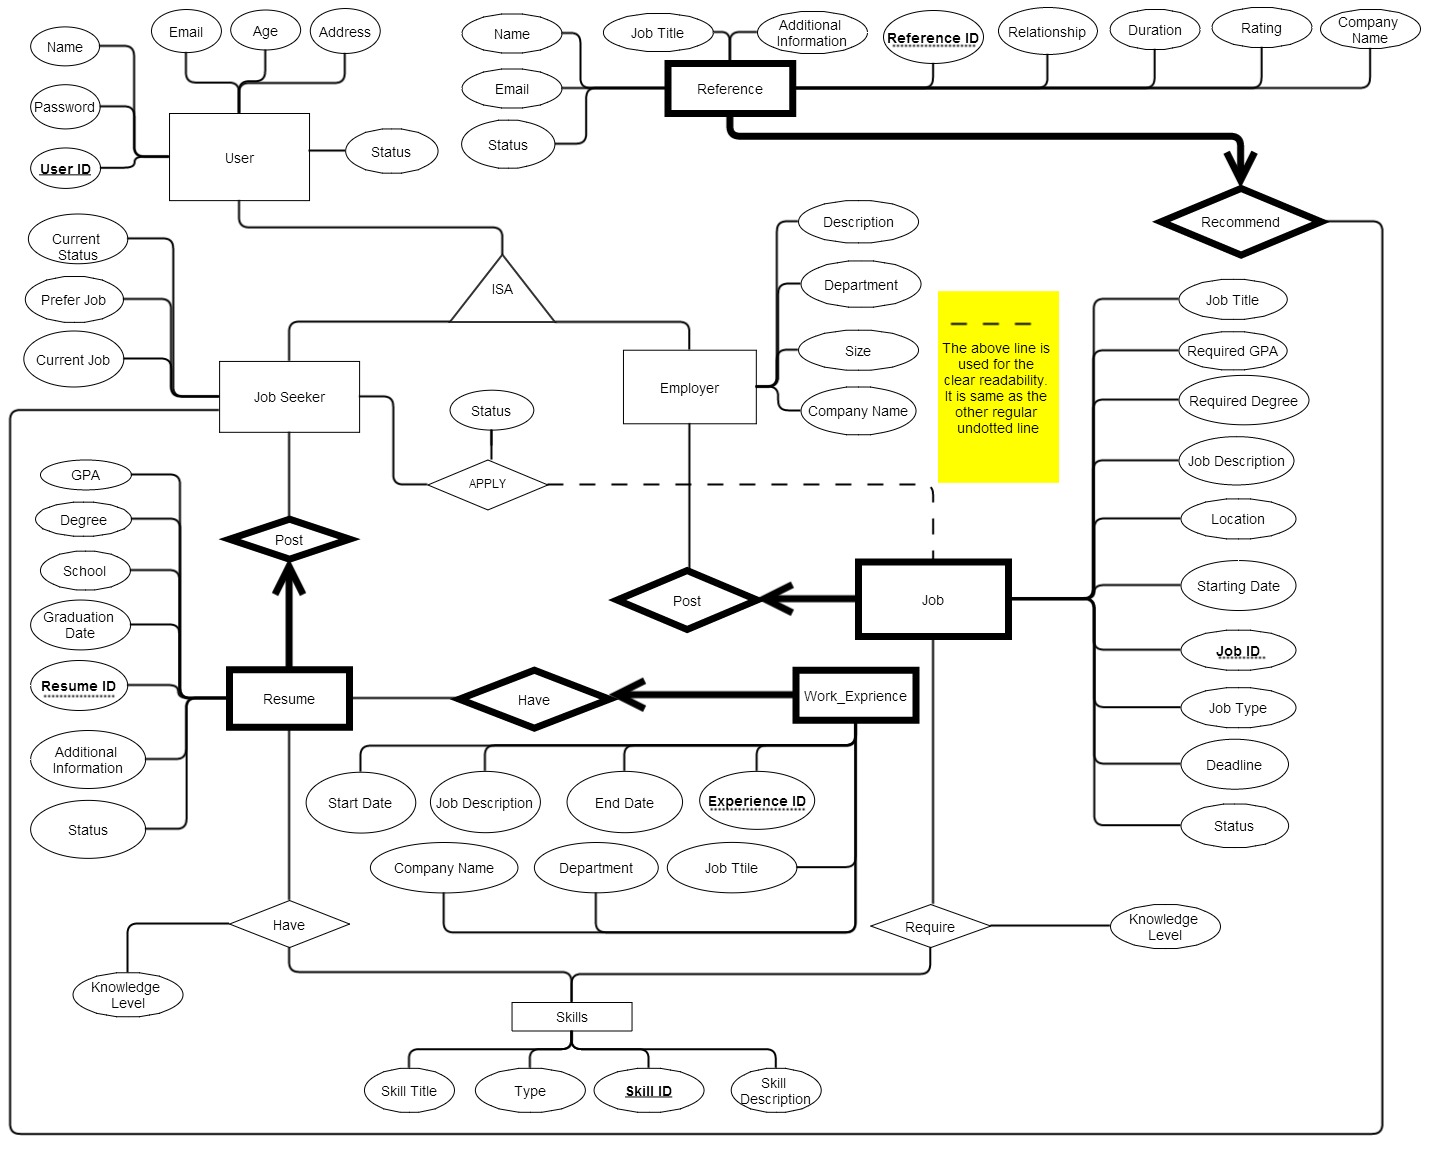 Email
Age
Address
Name
Password
User ID
User
Status
Name
Job Title
Additional
Information
Reference ID
Relationship
Duration
Rating
Company
Name
Email
Reference
Status
Recommend
Current
Status
Prefer Job
Current Job
ISA
Job Seeker
Employer
Description
Department
Size
Company Name
The above line is
used for the
clear readability.
It is same as the
other regular
undotted line
Status
APPLY
Job Title
Required GPA
Required Degree
Job Description
Location
Starting Date
Job ID
Job Type
Deadline
Status
GPA
Degree
School
Graduation
Date
Resume ID
Additional
Information
Status
Post
Post
Job
Resume
Have
Work_Exprience
Start Date
Job Description
End Date
Experience ID
Company Name
Department
Job Ttile
Have
Require
Knowledge
Level
Knowledge
Level
Skills
Skill Title
Type
Skill ID
Skill
Description